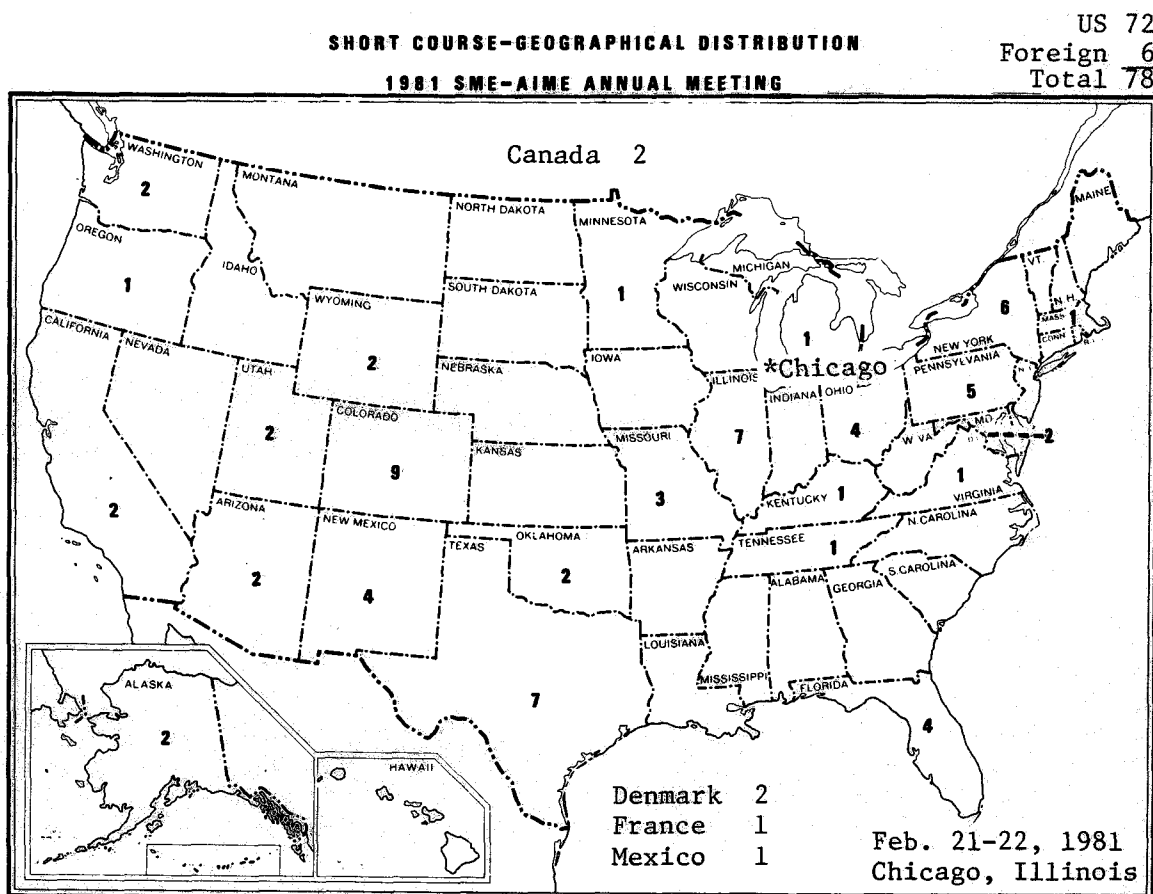 US 72
Foreign 6
Total 78
SHORT COURSE-GEOGRAPHICAL DISTRIBUTION
1981 SME-AIME ANNUAL MEETING
Canada 2
WASHINGTON
2
MONTANA
NORTH DAKOTA
MINNESOTA
1
MAINE
OREGON
1
IDAHO
SOUTH DAKOTA
WISCONSIN
MICHIGAN
1
VT.
N.H.
MASS
CONN
R.I.
WYOMING
2
NEW YORK
6
CALIFORNIA
2
NEVADA
UTAH
2
NEBRASKA
IOWA
*Chicago
ILLINOIS
7
INDIANA
OHIO
4
PENNSYLVANIA
5
N.J.
COLORADO
9
KANSAS
MISSOURI
3
W VA
MD
2
KENTUCKY
1
VIRGINIA
1
ARIZONA
2
NEW MEXICO
4
TEXAS
7
OKLAHOMA
2
ARKANSAS
TENNESSEE
1
N.CAROLINA
S.CAROLINA
ALABAMA
GEORGIA
LOUISIANA
MISSISSIPPI
FLORIDA
4
ALASKA
2
HAWAII
Denmark 2
France 1
Mexico 1
Feb. 21-22, 1981
Chicago, Illinois